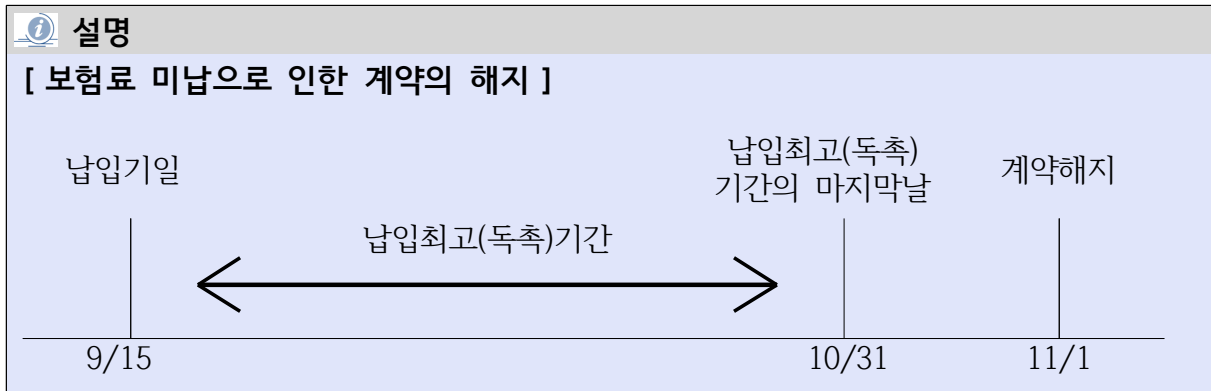 설명
[ 보험료 미납으로 인한 계약의 해지 ]
납입기일
납입최고(독촉)
기간의 마지막날
계약해지
납입최고(독촉)기간
9/15
10/31
11/1